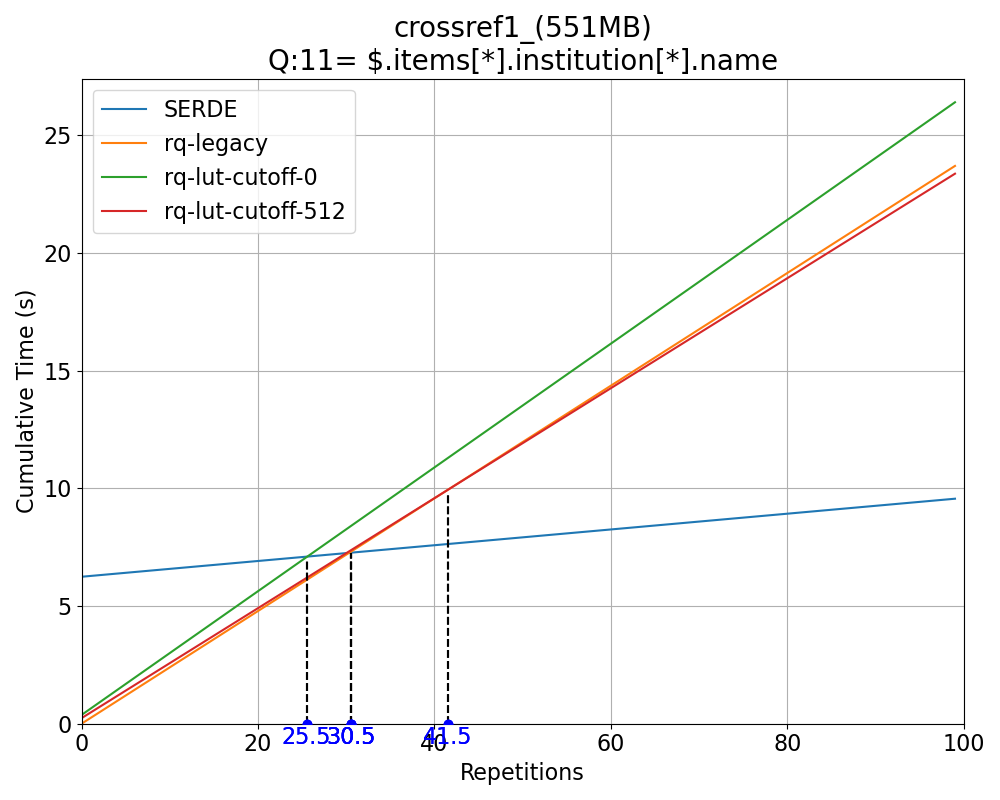 crossref1_(551MB)
Q:11= $.items[*].institution[*].name
SERDE
rq-legacy
rq-lut-cutoff-0
rq-lut-cutoff-512
Cumulative Time (s)
25
20
15
10
5
0
0 20 40 60 80 100
25.5 30.5 41.5
Repetitions